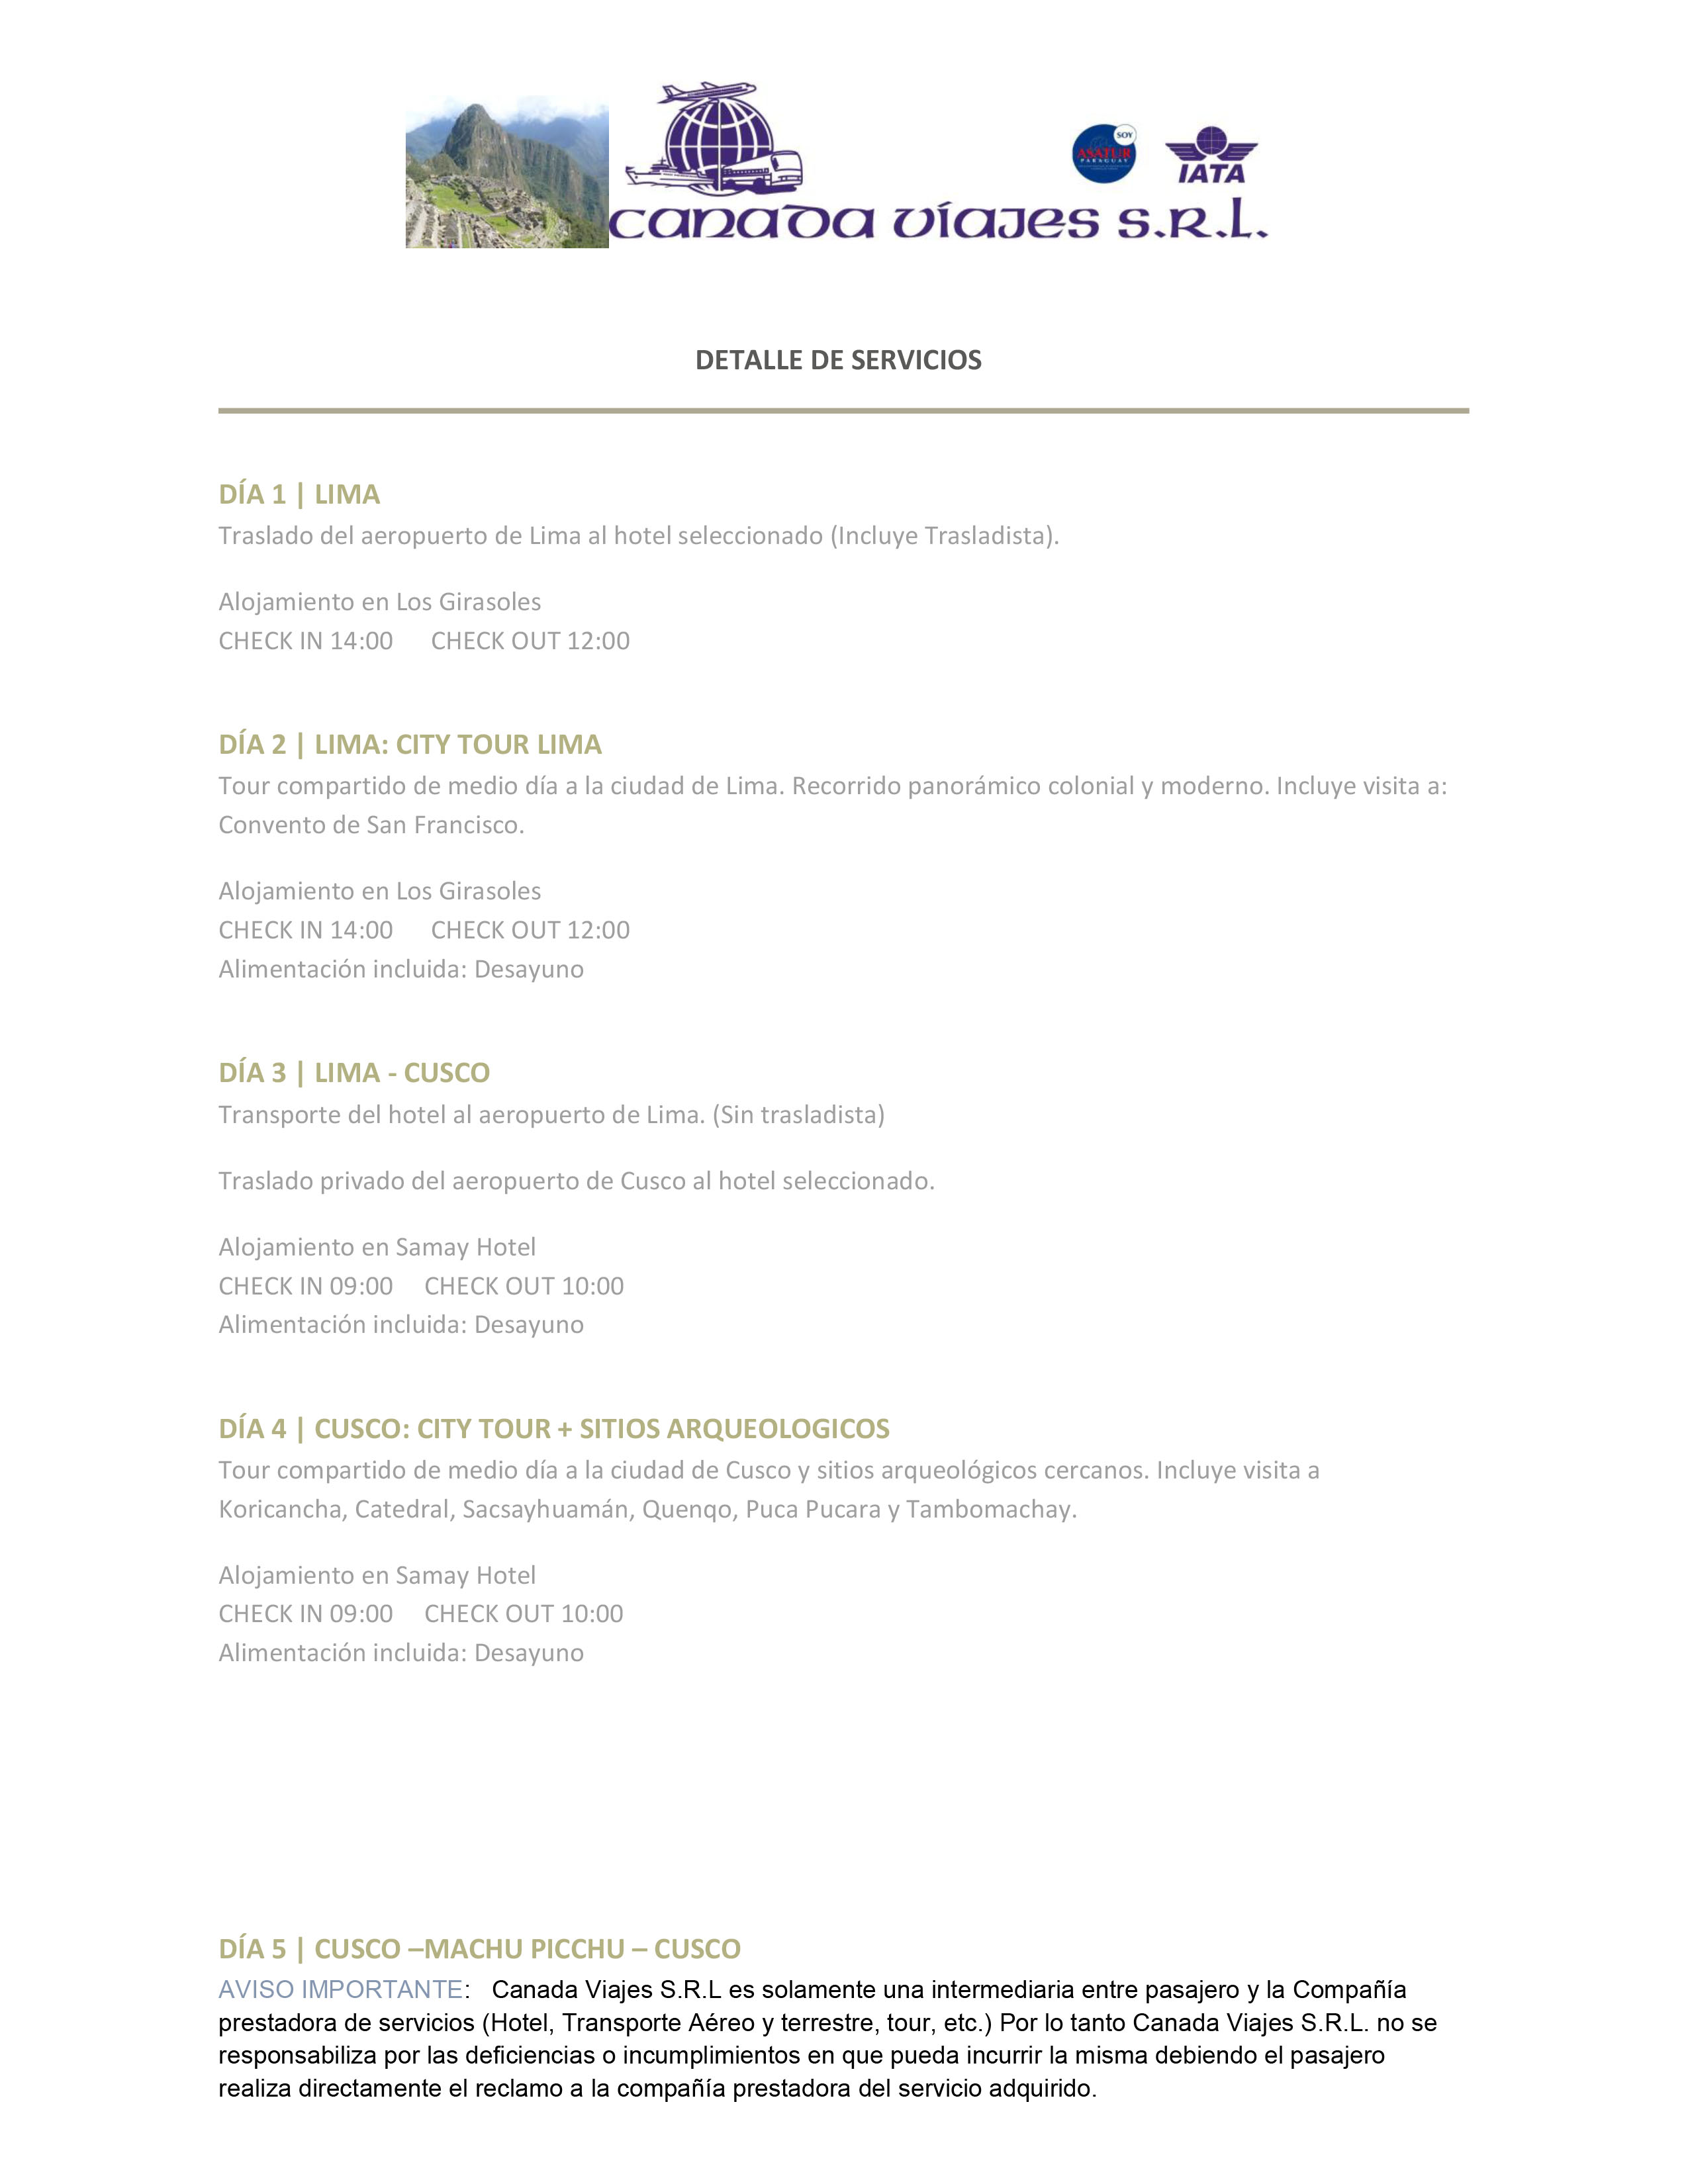 SOY
ASATUR
PARAGUAY
IATA
CANADA VÍAJES S.R.L.
DETALLE DE SERVICIOS
DÍA 1 | LIMA
Traslado del aeropuerto de Lima al hotel seleccionado (Incluye Trasladista).
Alojamiento en Los Girasoles
CHECK IN 14:00 CHECK OUT 12:00
DÍA 2 | LIMA: CITY TOUR LIMA
Tour compartido de medio día a la ciudad de Lima. Recorrido panorámico colonial y moderno. Incluye visita a:
Convento de San Francisco.
Alojamiento en Los Girasoles
CHECK IN 14:00 CHECK OUT 12:00
Alimentación incluida: Desayuno
DÍA 3 | LIMA - CUSCO
Transporte del hotel al aeropuerto de Lima. (Sin trasladista)
Traslado privado del aeropuerto de Cusco al hotel seleccionado.
Alojamiento en Samay Hotel
CHECK IN 09:00 CHECK OUT 10:00
Alimentación incluida: Desayuno
DÍA 4 | CUSCO: CITY TOUR + SITIOS ARQUEOLOGICOS
Tour compartido de medio día a la ciudad de Cusco y sitios arqueológicos cercanos. Incluye visita a
Koricancha, Catedral, Sacsayhuamán, Quenqo, Puca Pucara y Tambomachay.
Alojamiento en Samay Hotel
CHECK IN 09:00 CHECK OUT 10:00
Alimentación incluida: Desayuno
DÍA 5 | CUSCO –MACHU PICCHU – CUSCO
AVISO IMPORTANTE: Canada Viajes S.R.L es solamente una intermediaria entre pasajero y la Compañía
prestadora de servicios (Hotel, Transporte Aéreo y terrestre, tour, etc.) Por lo tanto Canada Viajes S.R.L. no se
responsabiliza por las deficiencias o incumplimientos en que pueda incurrir la misma debiendo el pasajero
realiza directamente el reclamo a la compañía prestadora del servicio adquirido.